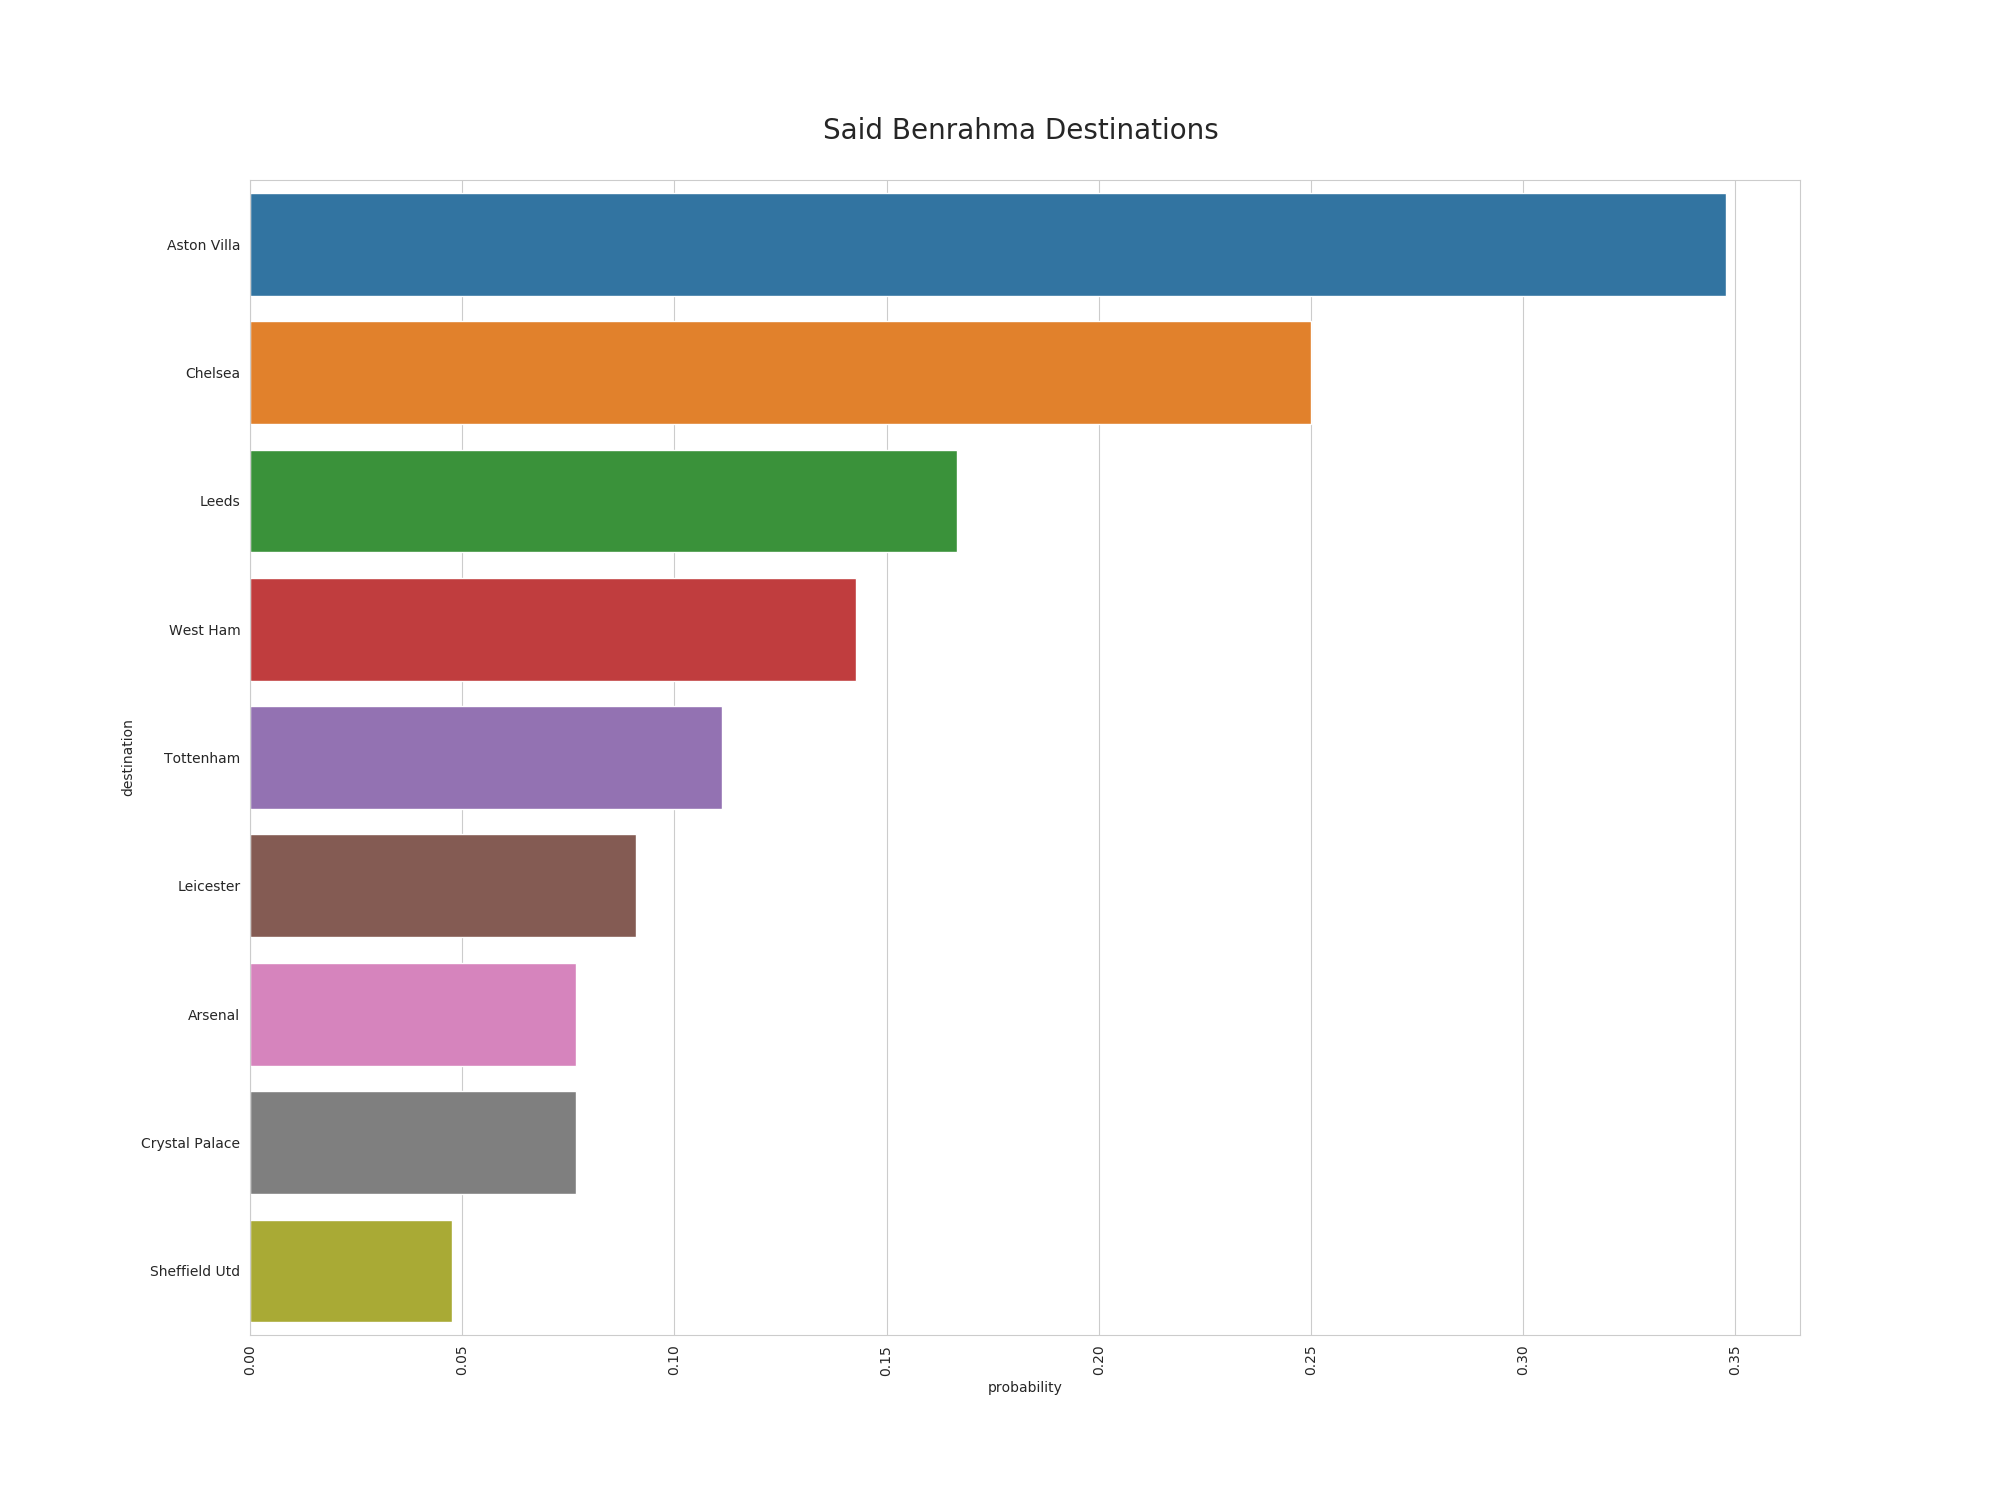 Said Benrahma Destinations
Aston Villa
Chelsea
Leeds
West Ham
Tottenham
Leicester
Arsenal
Crystal Palace
Sheffield Utd
destination
0.00 0.05 0.10 0.15 0.20 0.25 0.30 0.35
probability